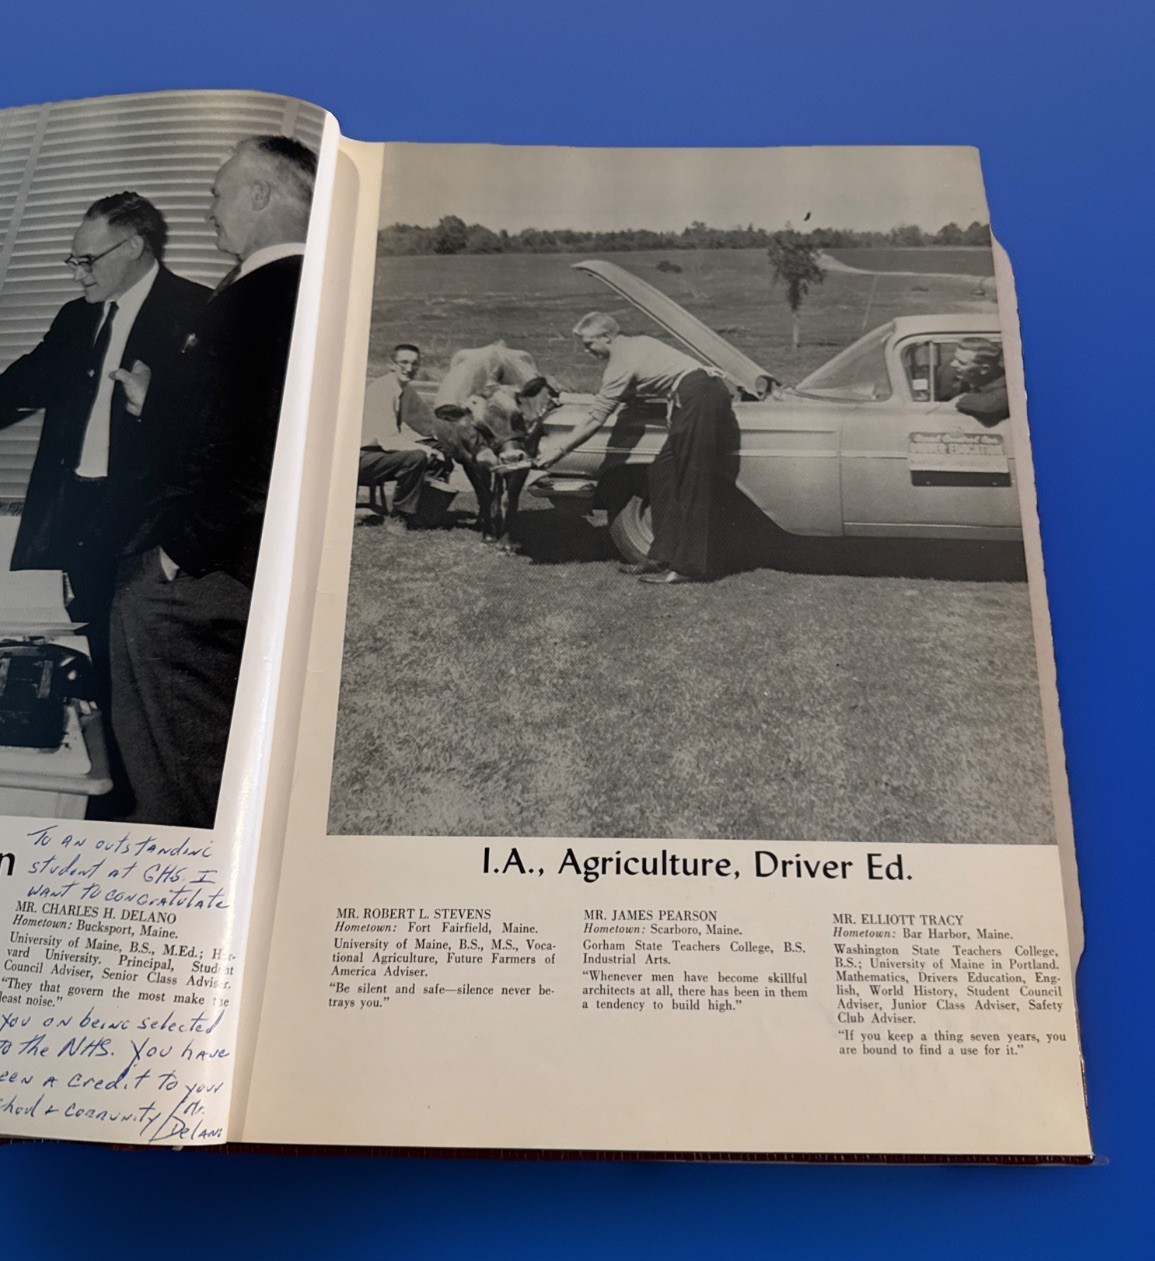 To AN outstanding
student at GHS. I
WANT TO CONGRATULATE
n
MR. CHARLES H. DELANO
Hometown: Bucksport, Maine.
University of Maine, B.S., M.Ed.;
vard University. Principal, Student
Council Adviser, Senior Class Adviser.
"They that govern the most make
least noise."
you ON being selected
to the NHS. You have
een A credit to your
chool & community
Mr.
Delano
DRIVER EDUCATION
I.A., Agriculture, Driver Ed.
MR. ROBERT L. STEVENS
Hometown: Fort Fairfield, Maine.
University of Maine, B.S., M.S., Voca-
tional Agriculture, Future Farmers of
America Adviser.
"Be silent and safe—silence never be-
trays you."
MR. JAMES PEARSON
Hometown: Scarboro, Maine.
Gorham State Teachers College, B.S.
Industrial Arts.
"Whenever men have become skillful
architects at all, there has been in them
a tendency to build high."
MR. ELLIOTT TRACY
Hometown: Bar Harbor, Maine.
Washington State Teachers College,
B.S.; University of Maine in Portland.
Mathematics, Drivers Education, Eng-
lish, World History, Student Council
Adviser, Junior Class Adviser, Safety
Club Adviser.
"If you keep a thing seven years, you
are bound to find a use for it."